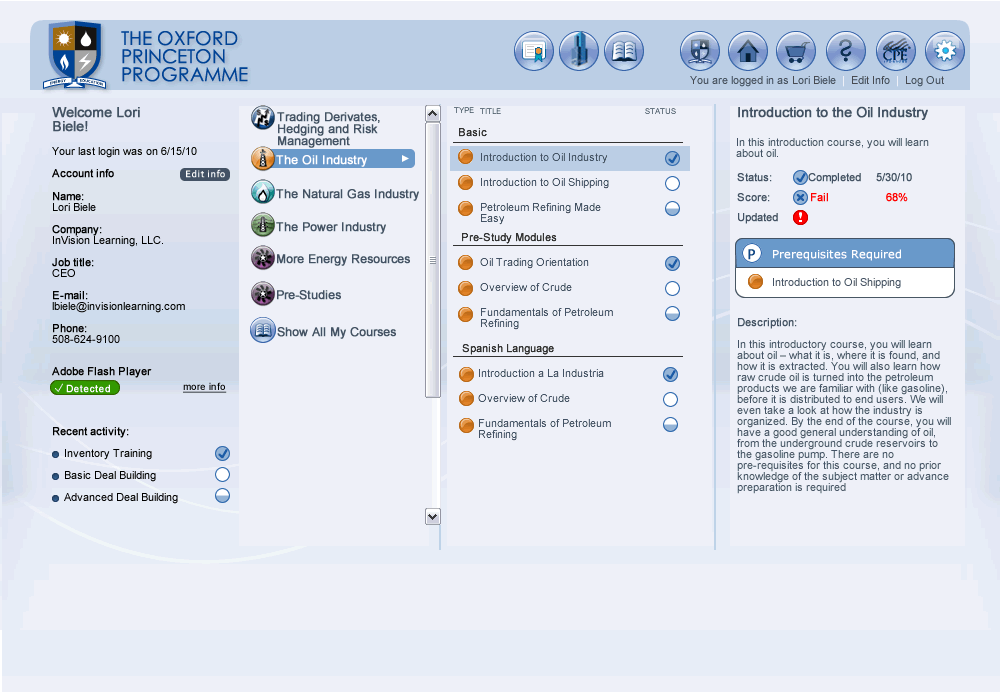 THE OXFORD
PRINCETON
PROGRAMME
ENERGY EDUCATION
CPE
You are logged in as Lori Biele | Edit Info | Log Out
Welcome Lori
Biele!
Your last login was on 6/15/10
Account info
Edit info
Name:
Lori Biele
Company:
InVision Learning, LLC.
Job title:
CEO
E-mail:
lbiele@invisionlearning.com
Phone:
508-624-9100
Adobe Flash Player
Detected
more info
Recent activity:
Inventory Training
Basic Deal Building
Advanced Deal Building
Trading Derivates,
Hedging and Risk
Management
The Oil Industry
The Natural Gas Industry
The Power Industry
More Energy Resources
Pre-Studies
Show All My Courses
TYPE TITLE STATUS
Basic
Introduction to Oil Industry
Introduction to Oil Shipping
Petroleum Refining Made
Easy
Pre-Study Modules
Oil Trading Orientation
Overview of Crude
Fundamentals of Petroleum
Refining
Spanish Language
Introduction a La Industria
Overview of Crude
Fundamentals of Petroleum
Refining
Introduction to the Oil Industry
In this introduction course, you will learn
about oil.
Status: Completed 5/30/10
Score: Fail 68%
Updated !
P Prerequisites Required
Introduction to Oil Shipping
Description:
In this introductory course, you will learn
about oil – what it is, where it is found, and
how it is extracted. You will also learn how
raw crude oil is turned into the petroleum
products we are familiar with (like gasoline),
before it is distributed to end users. We will
even take a look at how the industry is
organized. By the end of the course, you will
have a good general understanding of oil,
from the underground crude reservoirs to
the gasoline pump. There are no
pre-requisites for this course, and no prior
knowledge of the subject matter or advance
preparation is required